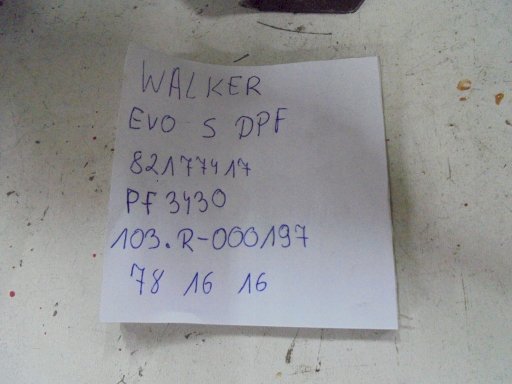 WALKER
EVO S DPF
82177417
PF 3430
103.R-000197
78 16 16